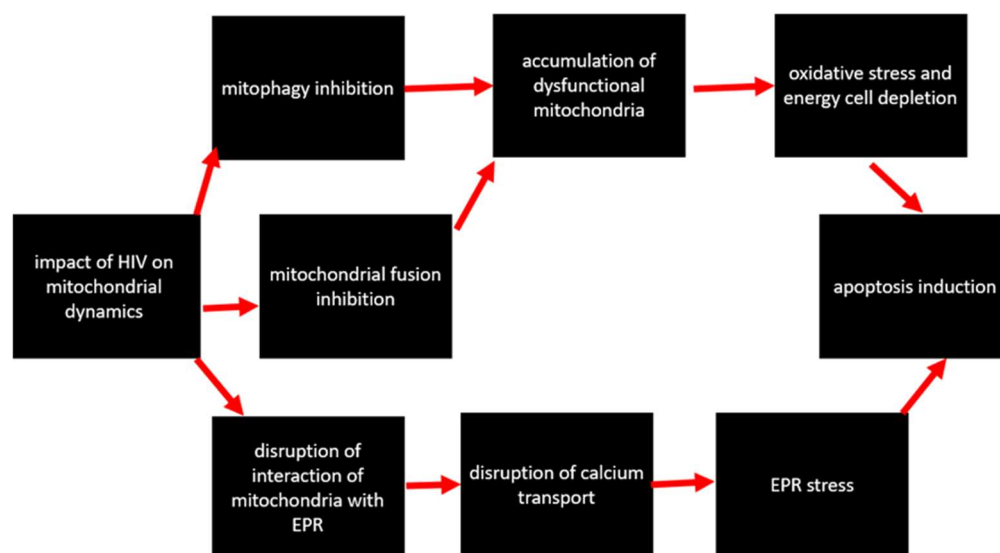 mitophagy inhibition
accumulation of
dysfunctional
mitochondria
oxidative stress and
energy cell depletion
impact of HIV on
mitochondrial
dynamics
mitochondrial fusion
inhibition
apoptosis induction
disruption of
interaction of
mitochondria with
EPR
disruption of calcium
transport
EPR stress